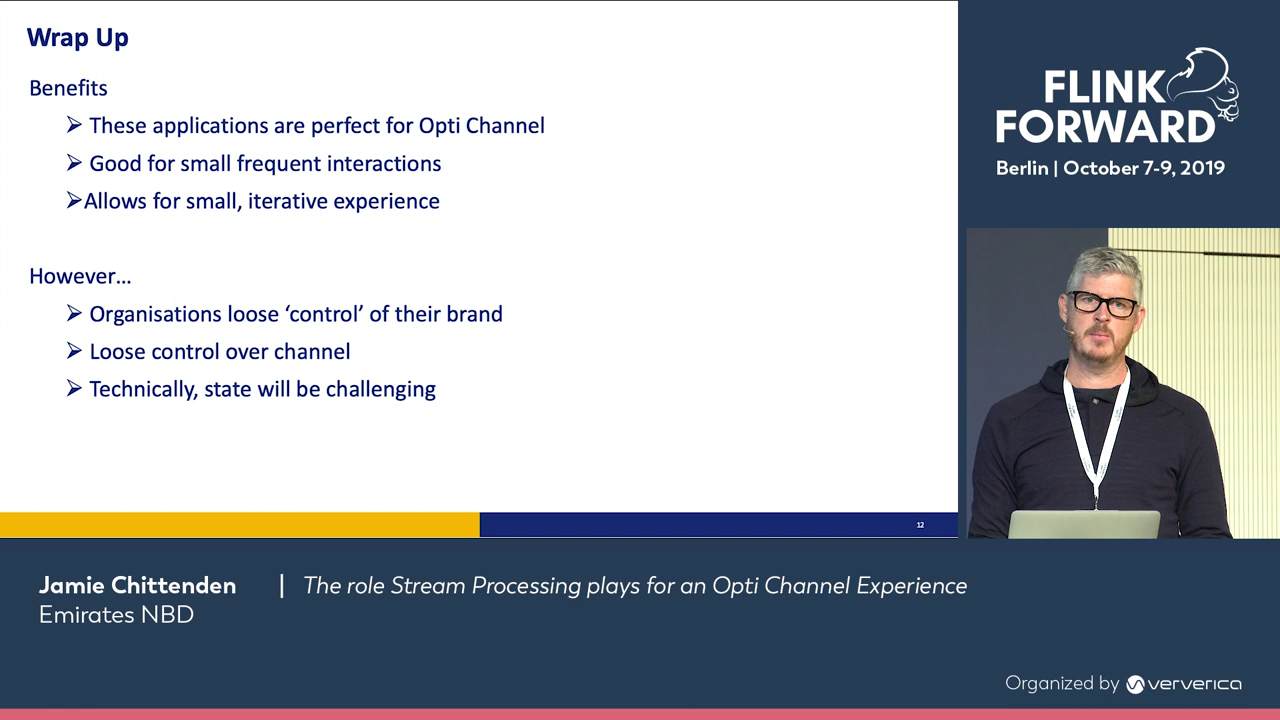 Wrap Up
Benefits
➢ These applications are perfect for Opti Channel
➢ Good for small frequent interactions
➢Allows for small, iterative experience
However...
➢ Organisations loose ‘control’ of their brand
➢ Loose control over channel
➢ Technically, state will be challenging
12
FLINK
FORWARD
Berlin | October 7-9, 2019
Jamie Chittenden | The role Stream Processing plays for an Opti Channel Experience
Emirates NBD
Organized by ververica